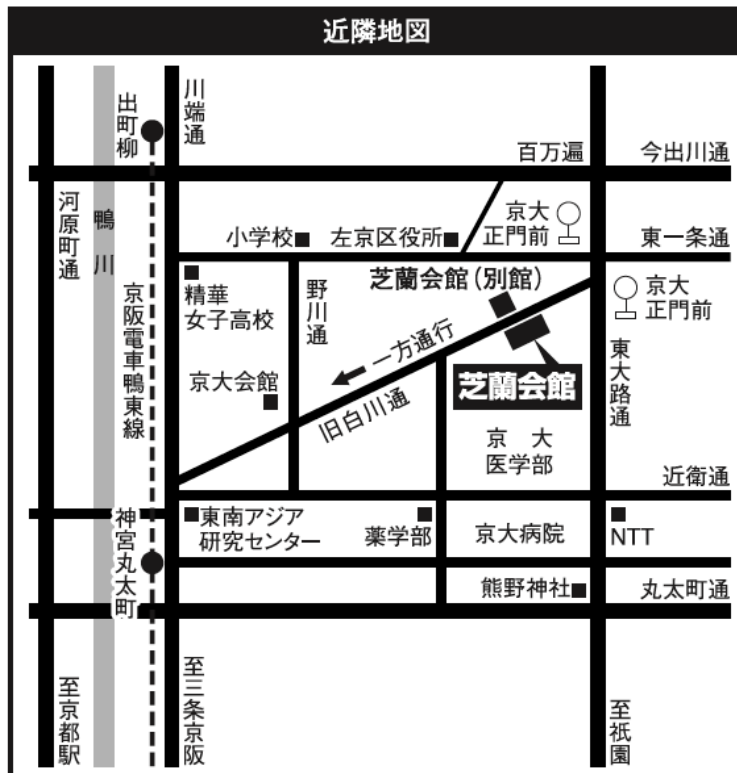 近隣地図
出町柳
川端通
百万遍
今出川通
河原町通
鴨川
小学校
左京区役所
京大
正門前
東一条通
京阪電車鴨東線
精華
女子高校
野川通
芝蘭会館(別館)
京大
正門前
一方通行
京大会館
旧白川通
芝蘭会館
東大路通
京大
医学部
近衛通
神宮丸太町
東南アジア
研究センター
薬学部
京大病院
NTT
熊野神社
丸太町通
至京都駅
至三条京阪
至祇園